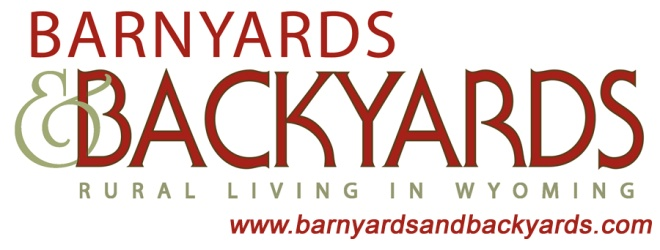 BARNYARDS
&BACKYARDS
RURAL LIVING IN WYOMING
www.barnyardsandbackyards.com